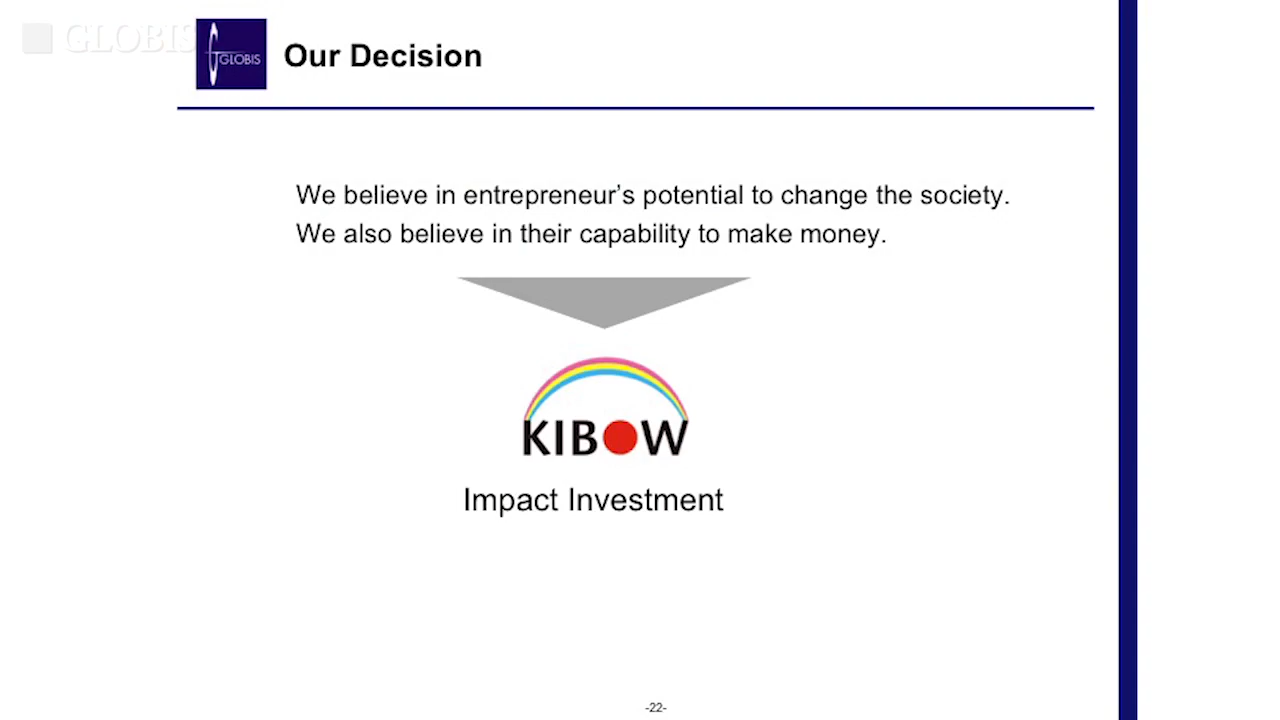 GLOBIS
GLOBIS
Our Decision
We believe in entrepreneur’s potential to change the society.
We also believe in their capability to make money.
KIBOW
Impact Investment
-22-